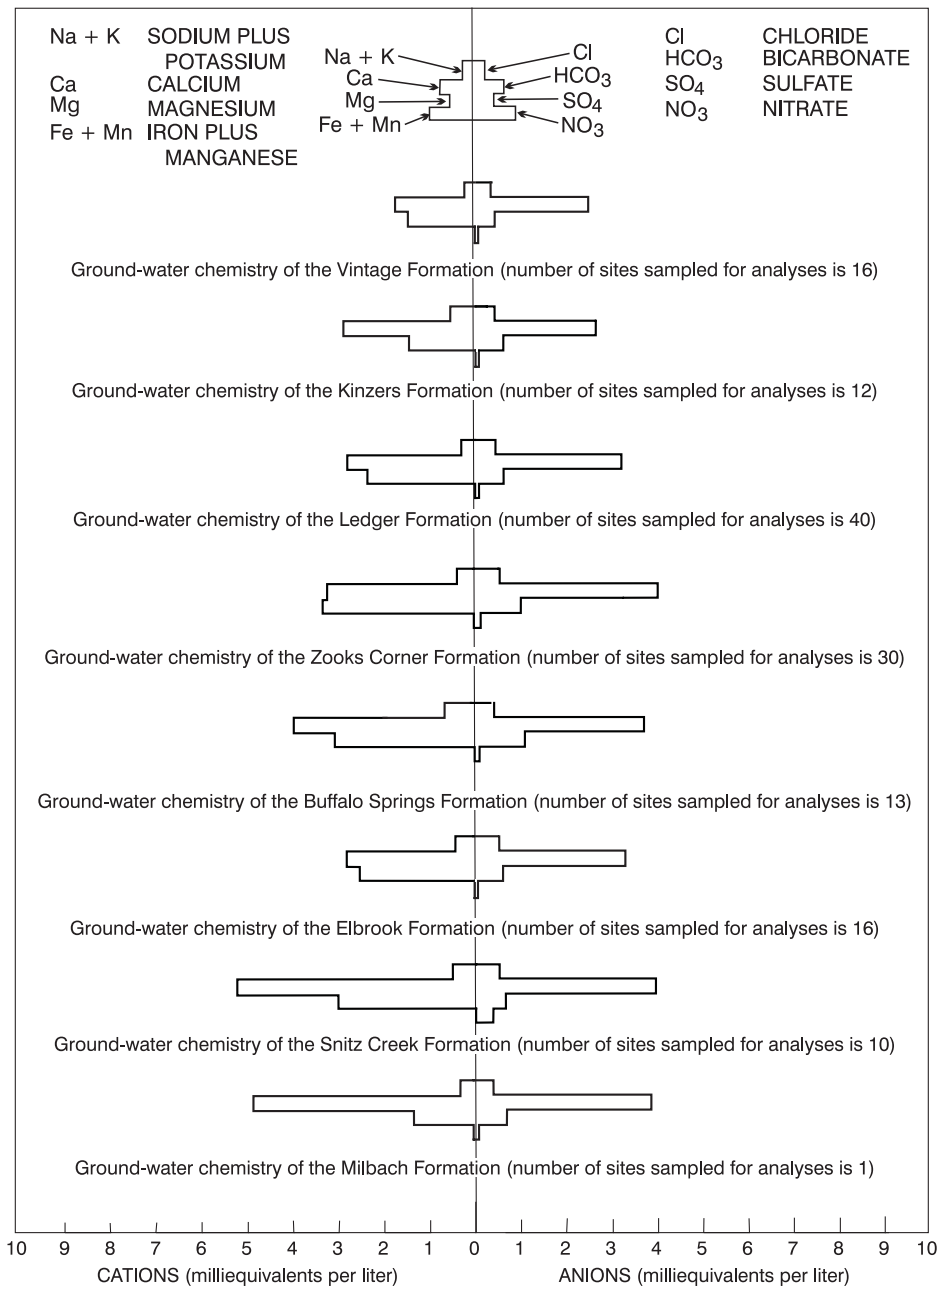 Na + K SODIUM PLUS
POTASSIUM
Ca CALCIUM
Mg MAGNESIUM
Fe + Mn IRON PLUS
MANGANESE
Na + K
Ca
Mg
Fe + Mn
Cl
HCO3
SO4
NO3
Cl CHLORIDE
HCO3 BICARBONATE
SO4 SULFATE
NO3 NITRATE
Ground-water chemistry of the Vintage Formation (number of sites sampled for analyses is 16)
Ground-water chemistry of the Kinzers Formation (number of sites sampled for analyses is 12)
Ground-water chemistry of the Ledger Formation (number of sites sampled for analyses is 40)
Ground-water chemistry of the Zooks Corner Formation (number of sites sampled for analyses is 30)
Ground-water chemistry of the Buffalo Springs Formation (number of sites sampled for analyses is 13)
Ground-water chemistry of the Elbrook Formation (number of sites sampled for analyses is 16)
Ground-water chemistry of the Snitz Creek Formation (number of sites sampled for analyses is 10)
Ground-water chemistry of the Milbach Formation (number of sites sampled for analyses is 1)
10 9 8 7 6 5 4 3 2 1 0 1 2 3 4 5 6 7 8 9 10
CATIONS (milliequivalents per liter) ANIONS (milliequivalents per liter)